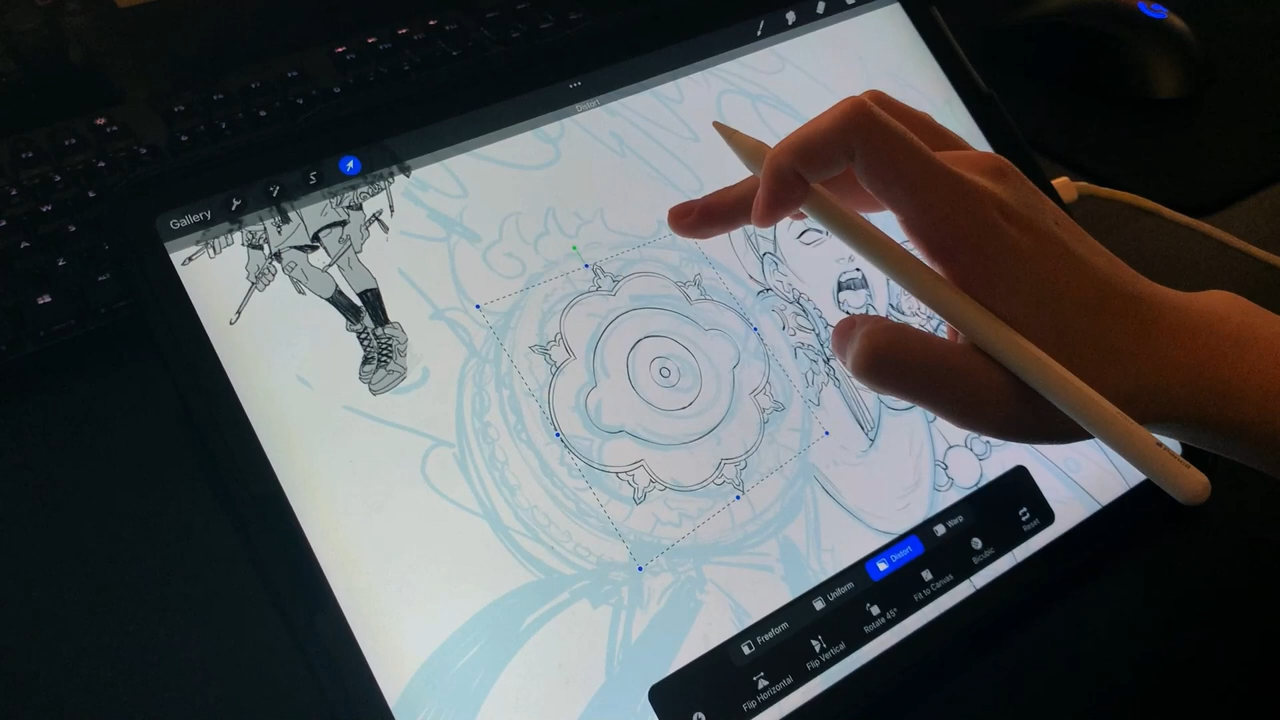 Distort
Gallery
Freeform
Uniform
Distort
Warp
Flip Horizontal
Flip Vertical
Rotate 45°
Fit to Canvas
Bicubic
Reset